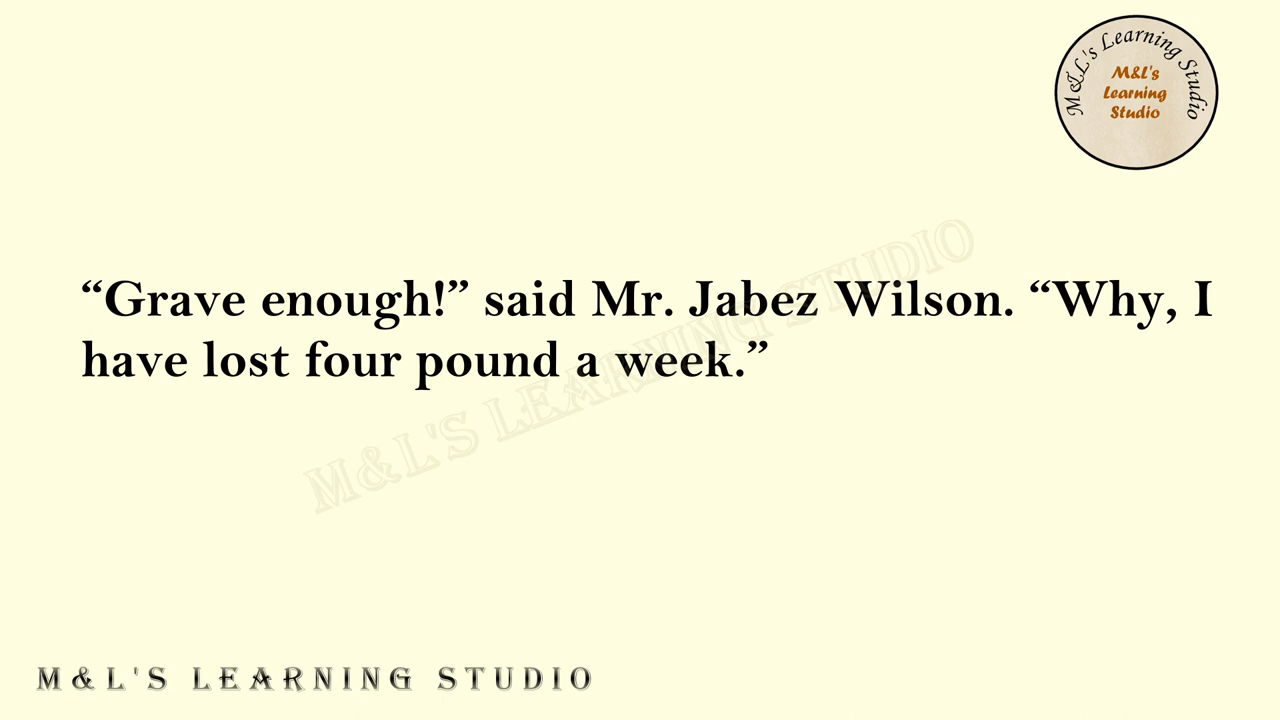 M&L's Learning Studio
M&L's
Learning
Studio
“Grave enough!” said Mr. Jabez Wilson. “Why, I
have lost four pound a week.”
M&L'S LEARNING STUDIO
M&L'S LEARNING STUDIO